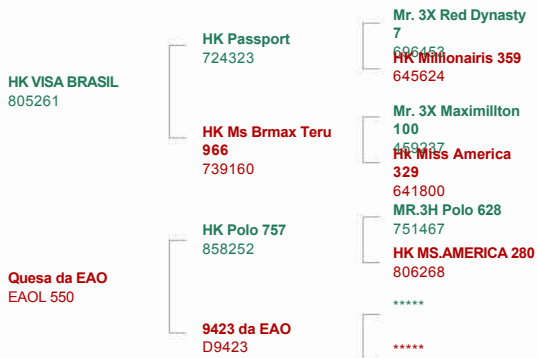 HK VISA BRASIL
805261
Quesa da EAO
EAOL 550
HK Passport
724323
HK Ms Brmax Teru
966
739160
HK Polo 757
858252
9423 da EAO
D9423
Mr. 3X Red Dynasty
7
696453
HK Millionairis 359
645624
Mr. 3X Maximillton
100
459237
Hk Miss America
329
641800
MR.3H Polo 628
751467
HK MS.AMERICA 280
806268
*****
*****